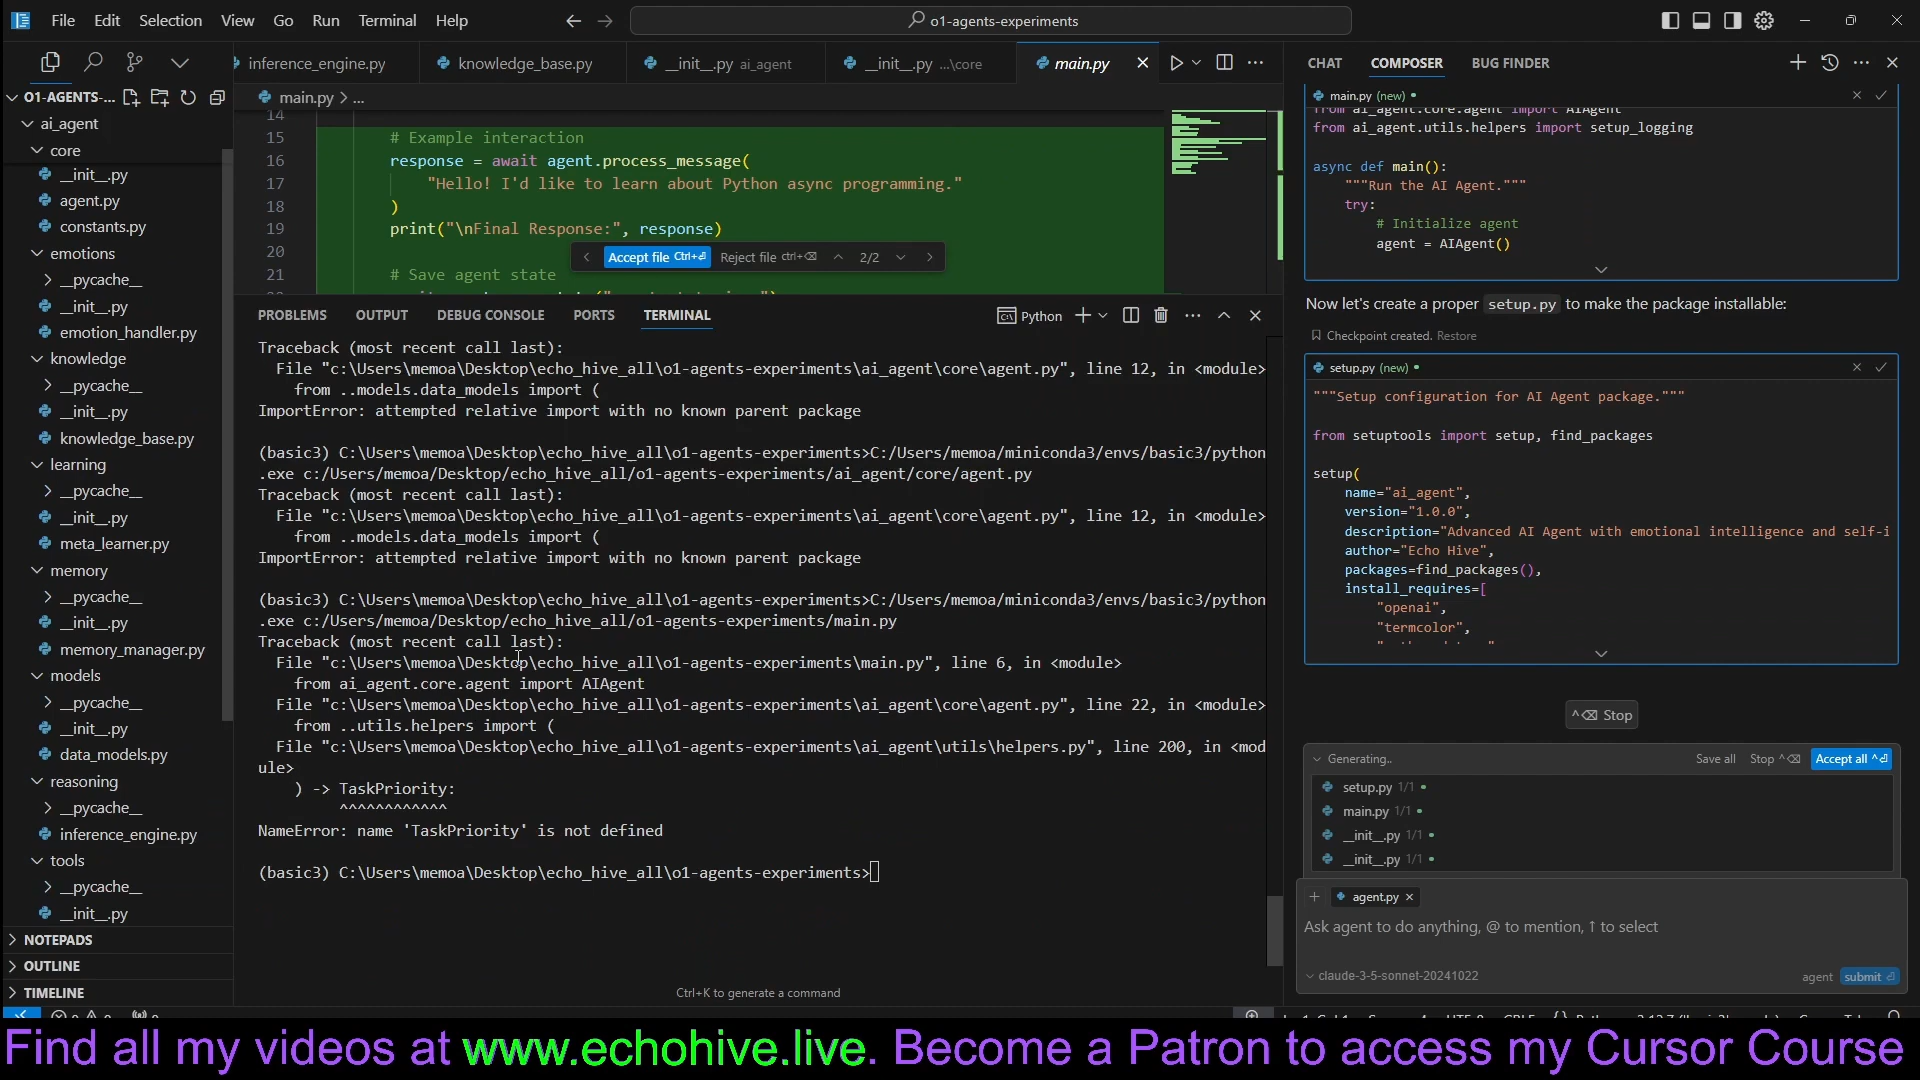 File Edit Selection View Go Run Terminal Help
o1-agents-experiments
inference_engine.py
knowledge_base.py
__init__.py ai_agent
__init__.py ...\core
main.py
O1-AGENTS-...
ai_agent
core
__init__.py
agent.py
constants.py
emotions
__pycache__
__init__.py
emotion_handler.py
knowledge
__pycache__
__init__.py
knowledge_base.py
learning
__pycache__
__init__.py
meta_learner.py
memory
__pycache__
__init__.py
memory_manager.py
models
__pycache__
__init__.py
data_models.py
reasoning
__pycache__
inference_engine.py
tools
__pycache__
__init__.py
NOTEPADS
OUTLINE
TIMELINE
main.py > ...
14
15 # Example interaction
16 response = await agent.process_message(
17 "Hello! I'd like to learn about Python async programming."
18 )
19 print("\nFinal Response:", response)
20
21 # Save agent state
Accept file Ctrl+⏎ Reject file ctrl+⌫ 2/2
PROBLEMS OUTPUT DEBUG CONSOLE PORTS TERMINAL
Python
Traceback (most recent call last):
File "c:\Users\memoa\Desktop\echo_hive_all\o1-agents-experiments\ai_agent\core\agent.py", line 12, in <module>
from ..models.data_models import (
ImportError: attempted relative import with no known parent package
(basic3) C:\Users\memoa\Desktop\echo_hive_all\o1-agents-experiments>C:/Users/memoa/miniconda3/envs/basic3/python
.exe c:/Users/memoa/Desktop/echo_hive_all/o1-agents-experiments/ai_agent/core/agent.py
Traceback (most recent call last):
File "c:\Users\memoa\Desktop\echo_hive_all\o1-agents-experiments\ai_agent\core\agent.py", line 12, in <module>
from ..models.data_models import (
ImportError: attempted relative import with no known parent package
(basic3) C:\Users\memoa\Desktop\echo_hive_all\o1-agents-experiments>C:/Users/memoa/miniconda3/envs/basic3/python
.exe c:/Users/memoa/Desktop/echo_hive_all/o1-agents-experiments/main.py
Traceback (most recent call last):
File "c:\Users\memoa\Desktop\echo_hive_all\o1-agents-experiments\main.py", line 6, in <module>
from ai_agent.core.agent import AIAgent
File "c:\Users\memoa\Desktop\echo_hive_all\o1-agents-experiments\ai_agent\core\agent.py", line 22, in <module>
from ..utils.helpers import (
File "c:\Users\memoa\Desktop\echo_hive_all\o1-agents-experiments\ai_agent\utils\helpers.py", line 200, in <mod
ule>
) -> TaskPriority:
^^^^^^^^^^^^
NameError: name 'TaskPriority' is not defined
(basic3) C:\Users\memoa\Desktop\echo_hive_all\o1-agents-experiments>
Ctrl+K to generate a command
CHAT COMPOSER BUG FINDER
main.py (new)
from ai_agent.core.agent import AIAgent
from ai_agent.utils.helpers import setup_logging
async def main():
"""Run the AI Agent."""
try:
# Initialize agent
agent = AIAgent()
Now let's create a proper setup.py to make the package installable:
Checkpoint created. Restore
setup.py (new)
"""Setup configuration for AI Agent package."""
from setuptools import setup, find_packages
setup(
name="ai_agent",
version="1.0.0",
description="Advanced AI Agent with emotional intelligence and self-i
author="Echo Hive",
packages=find_packages(),
install_requires=[
"openai",
"termcolor",
^⌫ Stop
Generating.. Save all Stop ^⌫ Accept all ^⏎
setup.py 1/1
main.py 1/1
__init__.py 1/1
__init__.py 1/1
agent.py
Ask agent to do anything, @ to mention, ↑ to select
claude-3-5-sonnet-20241022
agent submit ⏎
Find all my videos at www.echohive.live. Become a Patron to access my Cursor Course